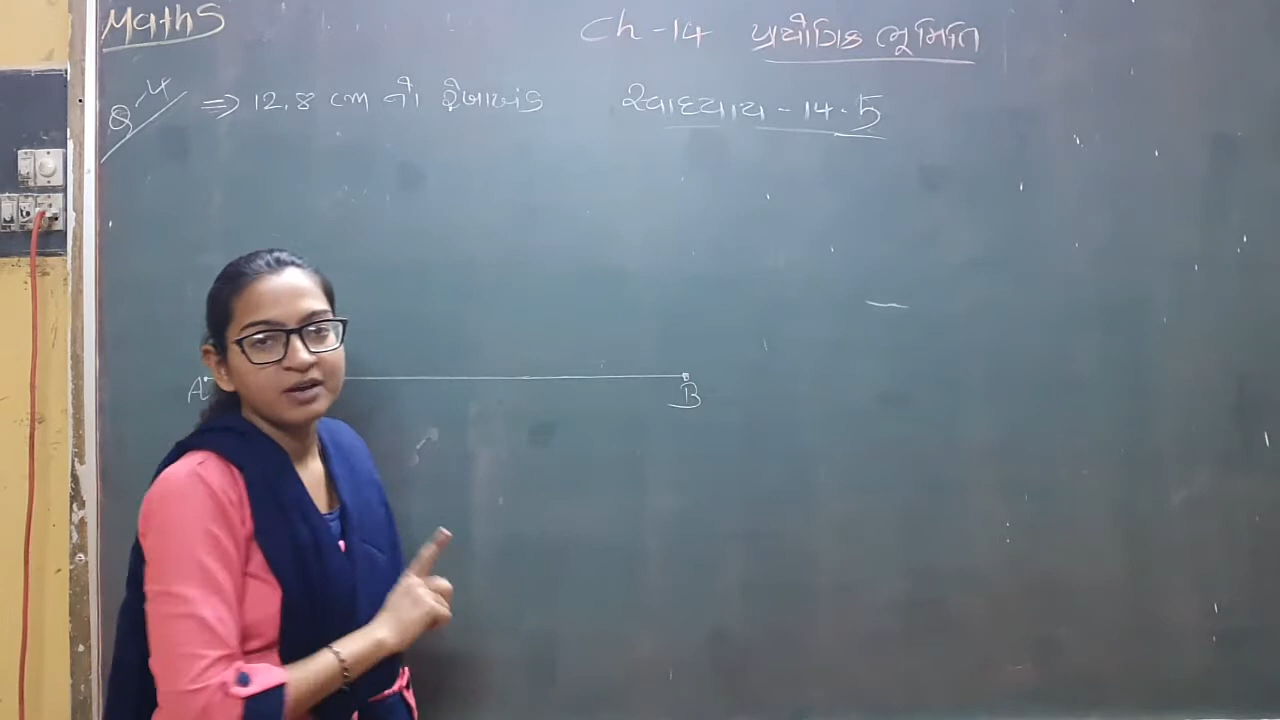 Maths
Ch - 14 પ્રાયોગિક ભૂમિતિ
Q-4 ⇒ 12.8 cm નો રેખાખંડ
સ્વાધ્યાય - 14.5
A B